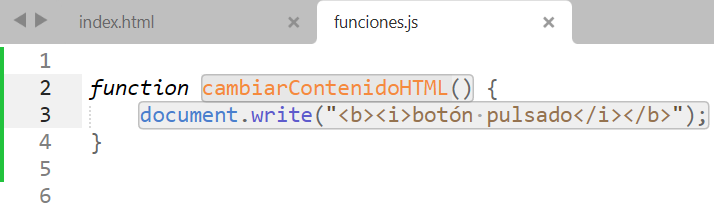 index.html × funciones.js ×
1
2 function cambiarContenidoHTML() {
3 document.write("<b><i>botón pulsado</i></b>");
4 }
5
6